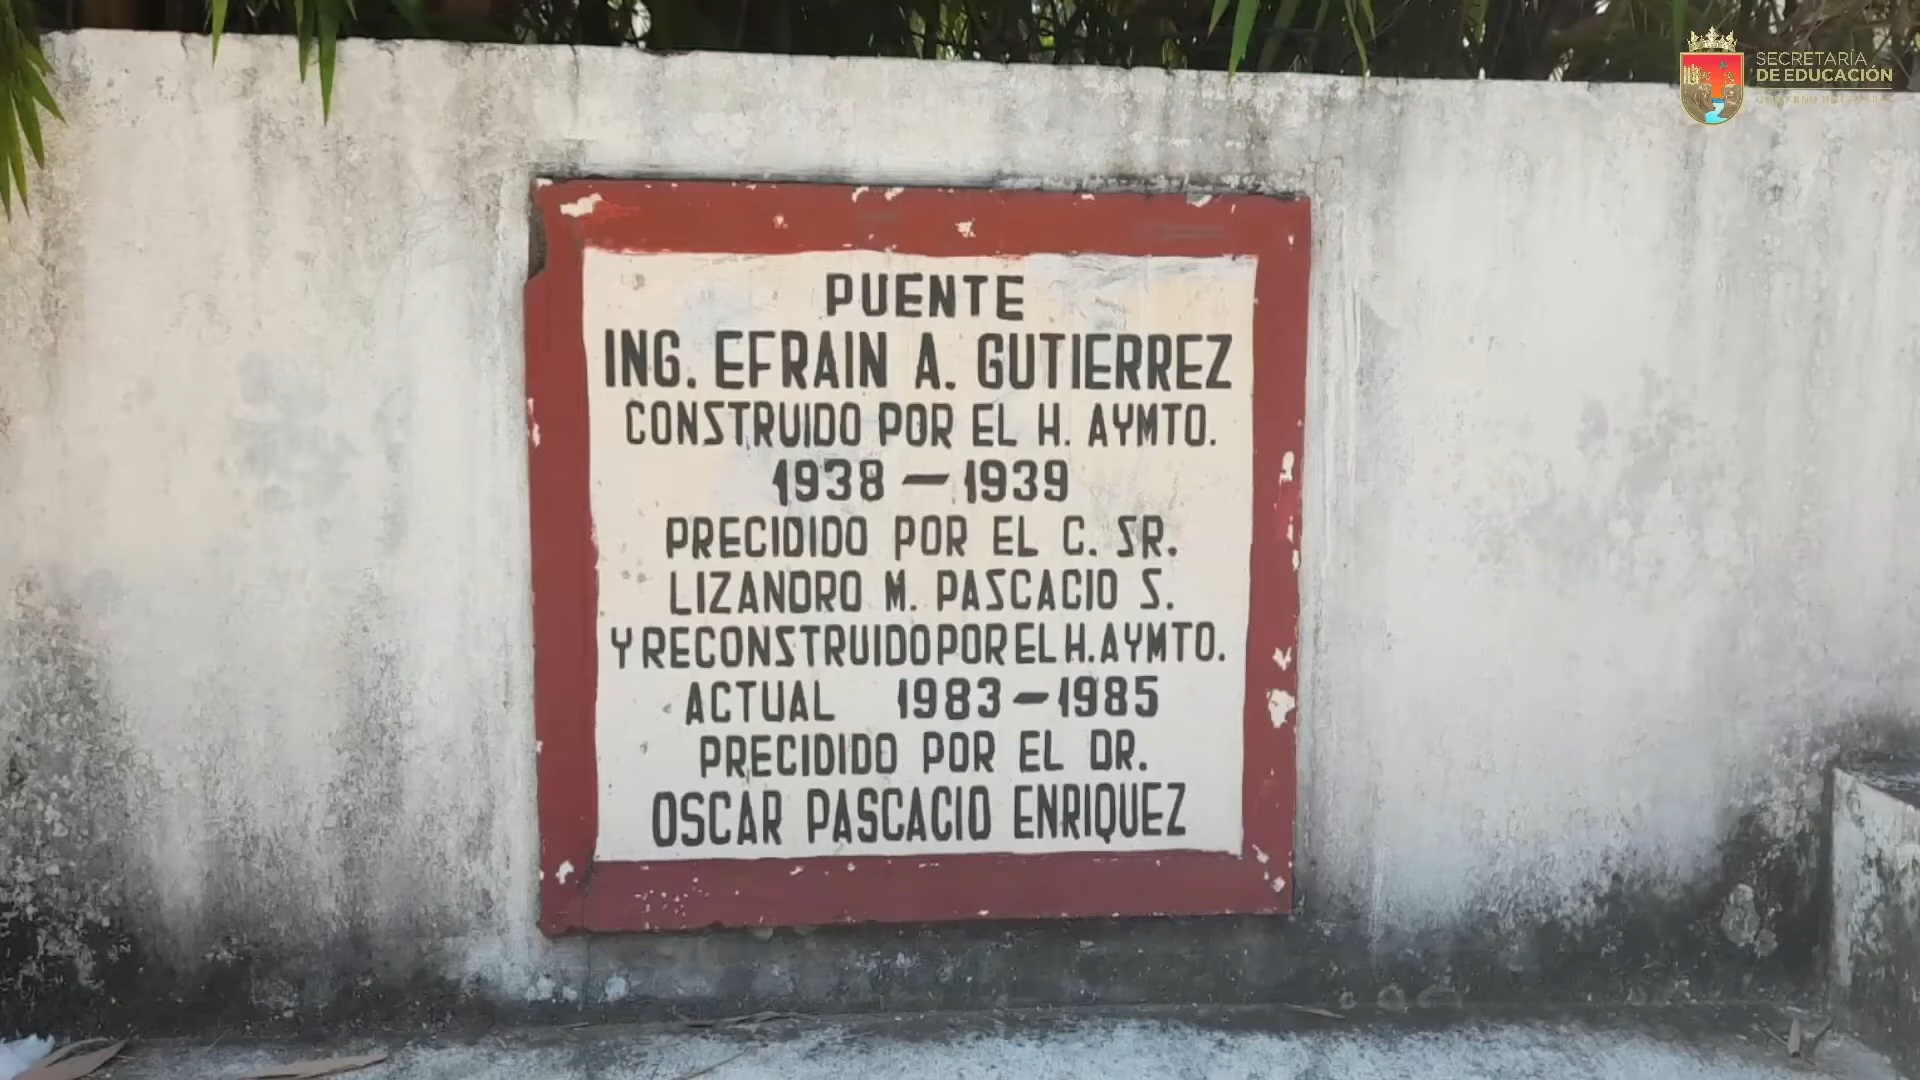 SECRETARÍA
DE EDUCACIÓN
PUENTE
ING. EFRAIN A. GUTIERREZ
CONSTRUIDO POR EL H. AYMTO.
1938 — 1939
PRECIDIDO POR EL C. SR.
LIZANDRO M. PASCACIO S.
Y RECONSTRUIDO POR EL H. AYMTO.
ACTUAL 1983 — 1985
PRECIDIDO POR EL DR.
OSCAR PASCACIO ENRIQUEZ